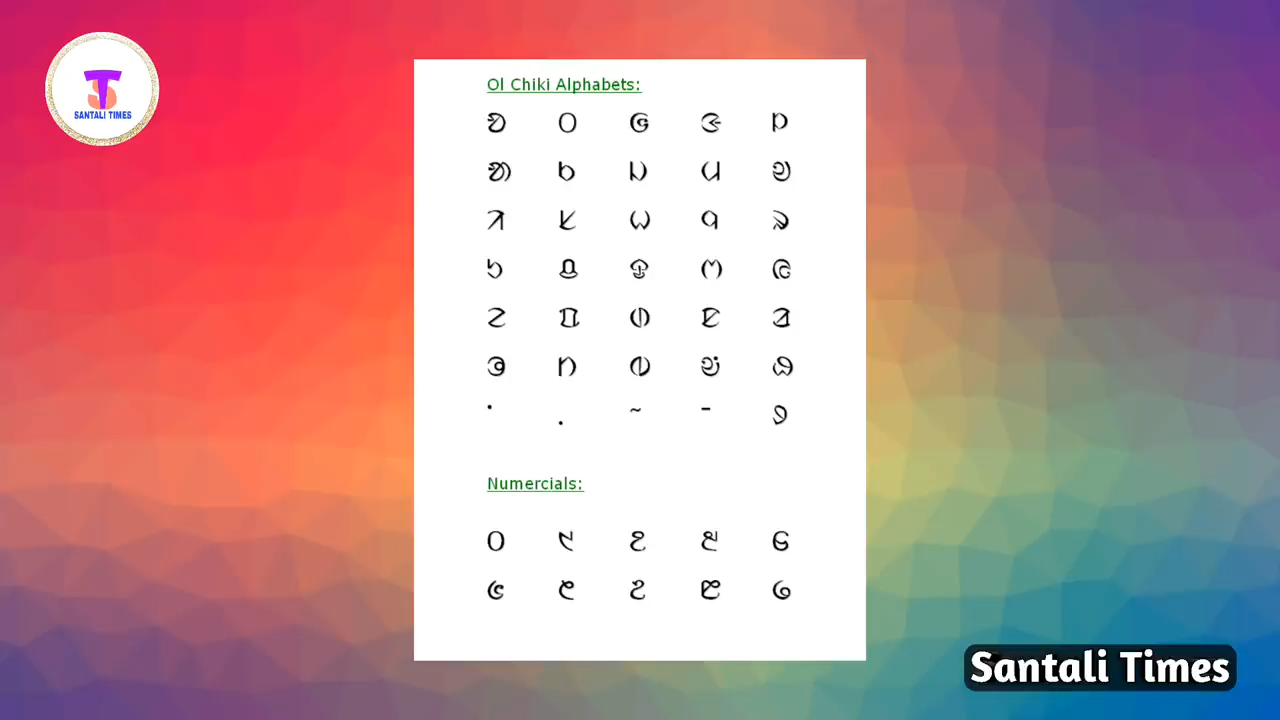 T
S
SANTALI TIMES
Ol Chiki Alphabets:
ᱚ ᱛ ᱜ ᱝ ᱞ
ᱟ ᱠ ᱡ ᱢ ᱣ
ᱤ ᱥ ᱦ ᱧ ᱨ
ᱩ ᱪ ᱫ ᱬ ᱭ
ᱮ ᱯ ᱰ ᱱ ᱲ
ᱳ ᱴ ᱵ ᱶ ᱷ
ᱸ ᱹ ᱻ ᱼ ᱽ
Numercials:
᱐ ᱑ ᱒ ᱓ ᱔
᱕ ᱖ ᱗ ᱘ ᱙
Santali Times